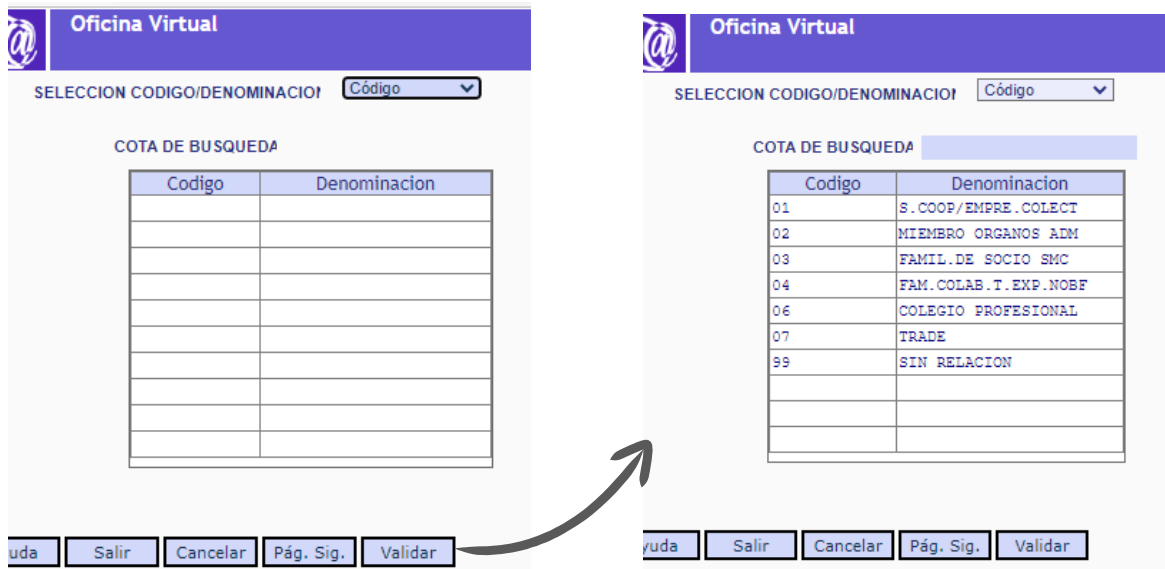 Oficina Virtual
SELECCION CODIGO/DENOMINACION Código
COTA DE BUSQUEDA
Codigo Denominacion
uda Salir Cancelar Pág. Sig. Validar
Oficina Virtual
SELECCION CODIGO/DENOMINACION Código
COTA DE BUSQUEDA
Codigo Denominacion
01 S.COOP/EMPRE.COLECT
02 MIEMBRO ORGANOS ADM
03 FAMIL.DE SOCIO SMC
04 FAM.COLAB.T.EXP.NOBF
06 COLEGIO PROFESIONAL
07 TRADE
99 SIN RELACION
yuda Salir Cancelar Pág. Sig. Validar